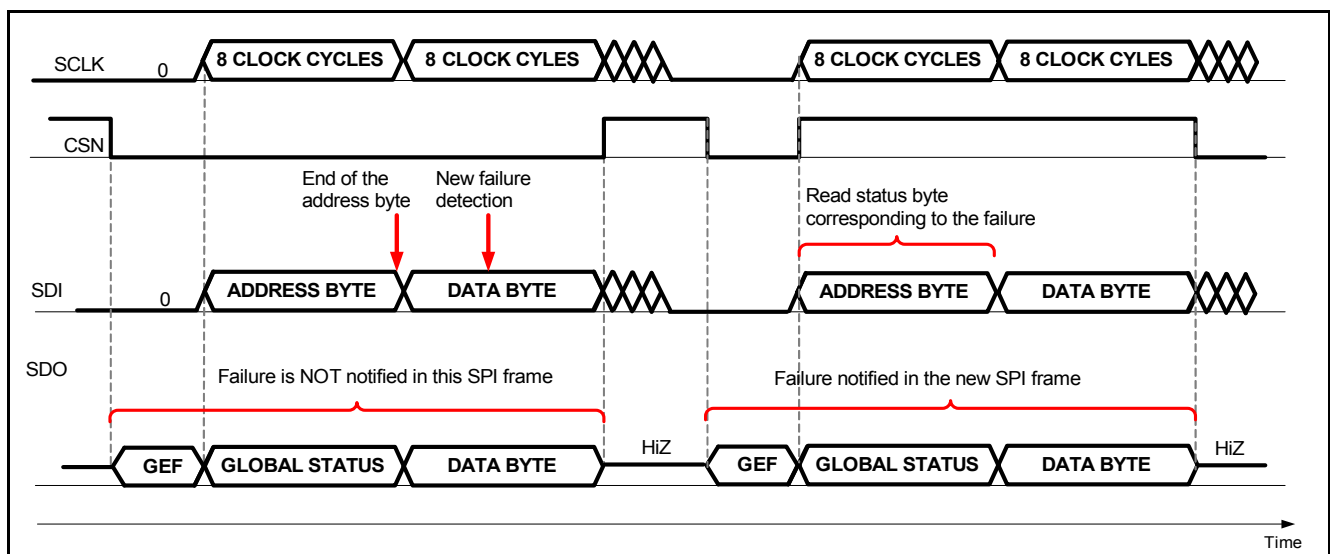 SCLK 0 8 CLOCK CYCLES 8 CLOCK CYLES 8 CLOCK CYCLES 8 CLOCK CYLES
CSN
End of the
address byte
New failure
detection
Read status byte
corresponding to the failure
SDI 0 ADDRESS BYTE DATA BYTE ADDRESS BYTE DATA BYTE
SDO
Failure is NOT notified in this SPI frame
Failure notified in the new SPI frame
GEF GLOBAL STATUS DATA BYTE HiZ GEF GLOBAL STATUS DATA BYTE HiZ
Time